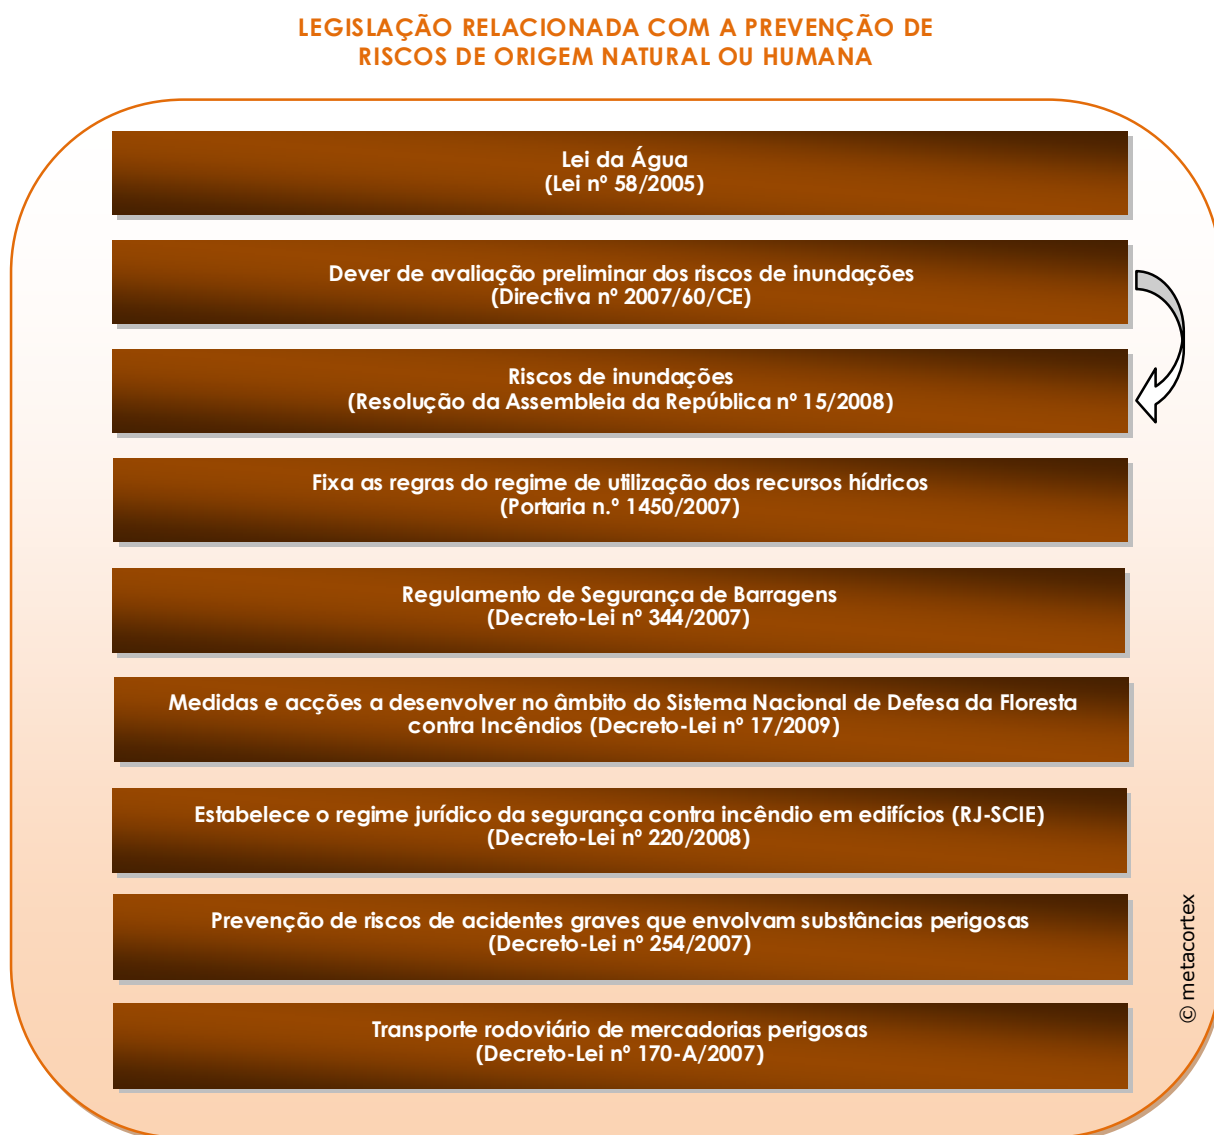 LEGISLAÇÃO RELACIONADA COM A PREVENÇÃO DE
RISCOS DE ORIGEM NATURAL OU HUMANA
Lei da Água
(Lei nº 58/2005)
Dever de avaliação preliminar dos riscos de inundações
(Directiva nº 2007/60/CE)
Riscos de inundações
(Resolução da Assembleia da República nº 15/2008)
Fixa as regras do regime de utilização dos recursos hídricos
(Portaria n.º 1450/2007)
Regulamento de Segurança de Barragens
(Decreto-Lei nº 344/2007)
Medidas e acções a desenvolver no âmbito do Sistema Nacional de Defesa da Floresta
contra Incêndios (Decreto-Lei nº 17/2009)
Estabelece o regime jurídico da segurança contra incêndio em edifícios (RJ-SCIE)
(Decreto-Lei nº 220/2008)
Prevenção de riscos de acidentes graves que envolvam substâncias perigosas
(Decreto-Lei nº 254/2007)
Transporte rodoviário de mercadorias perigosas
(Decreto-Lei nº 170-A/2007)
© metacortex